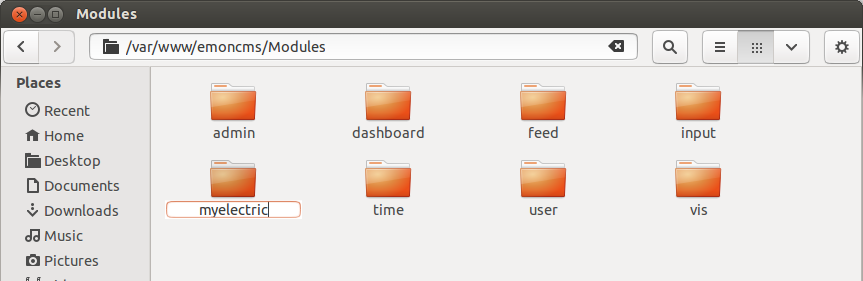 Modules
/var/www/emoncms/Modules
Places
Recent
Home
Desktop
Documents
Downloads
Music
Pictures
admin
dashboard
feed
input
myelectric
time
user
vis